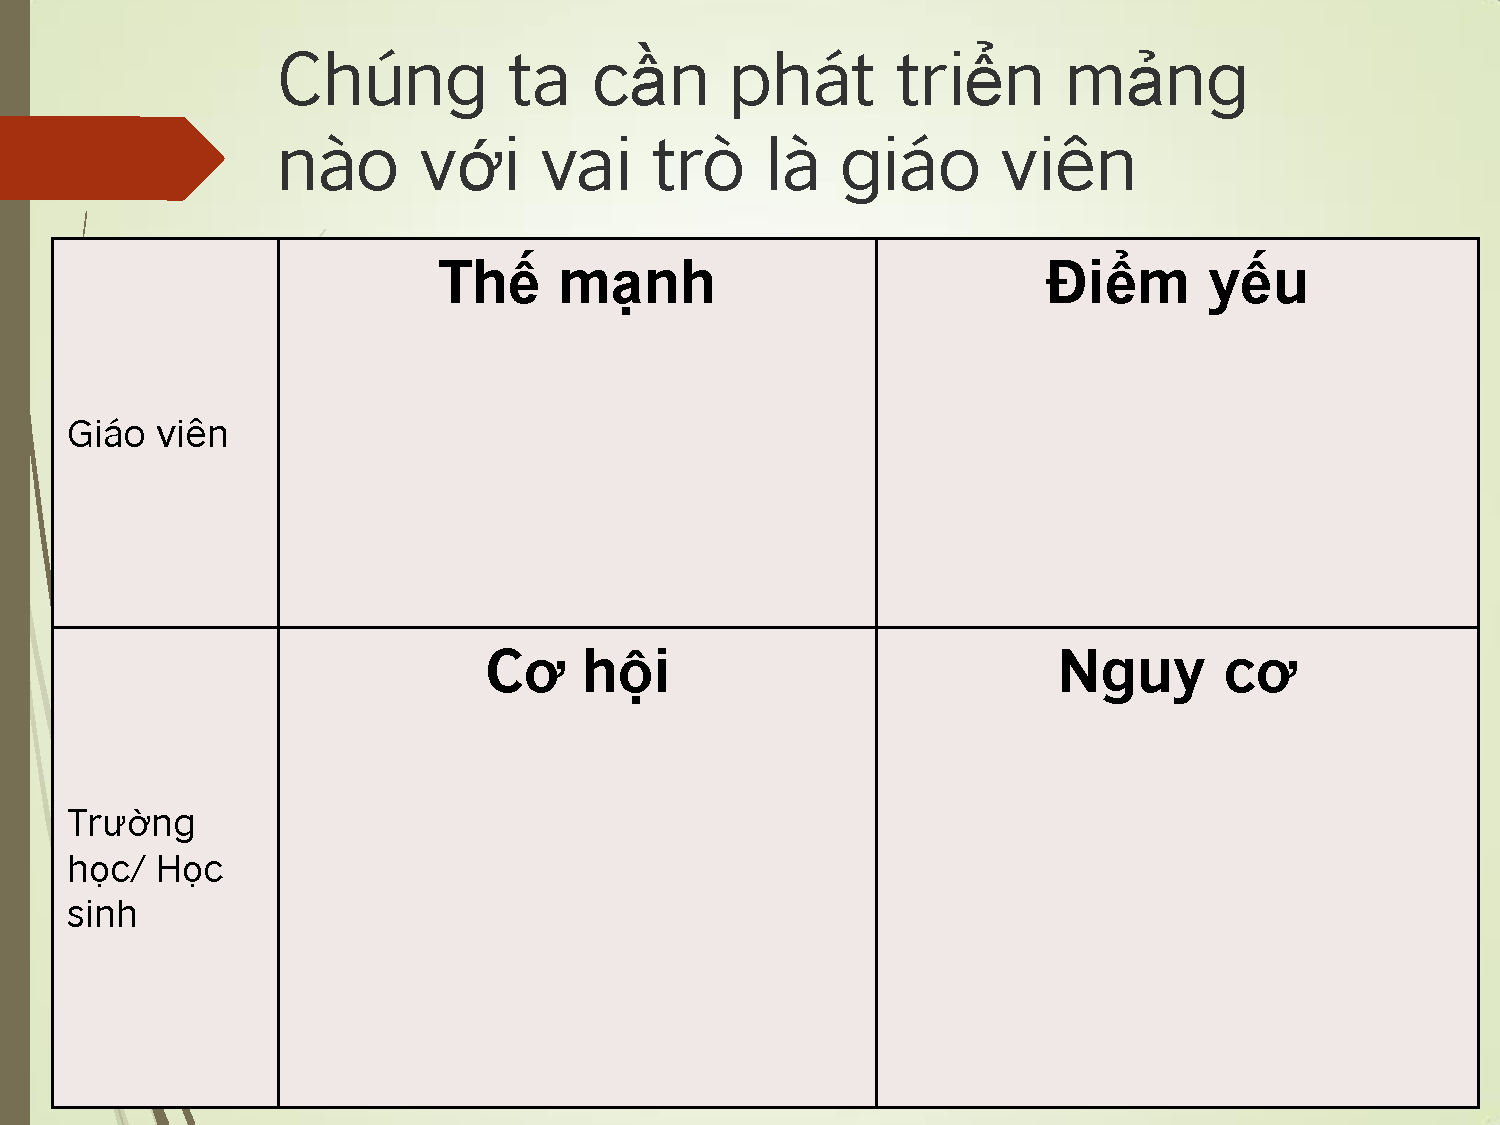 Chúng ta cần phát triển mảng
nào với vai trò là giáo viên
Thế mạnh
Điểm yếu
Giáo viên
Cơ hội
Nguy cơ
Trường
học/ Học
sinh